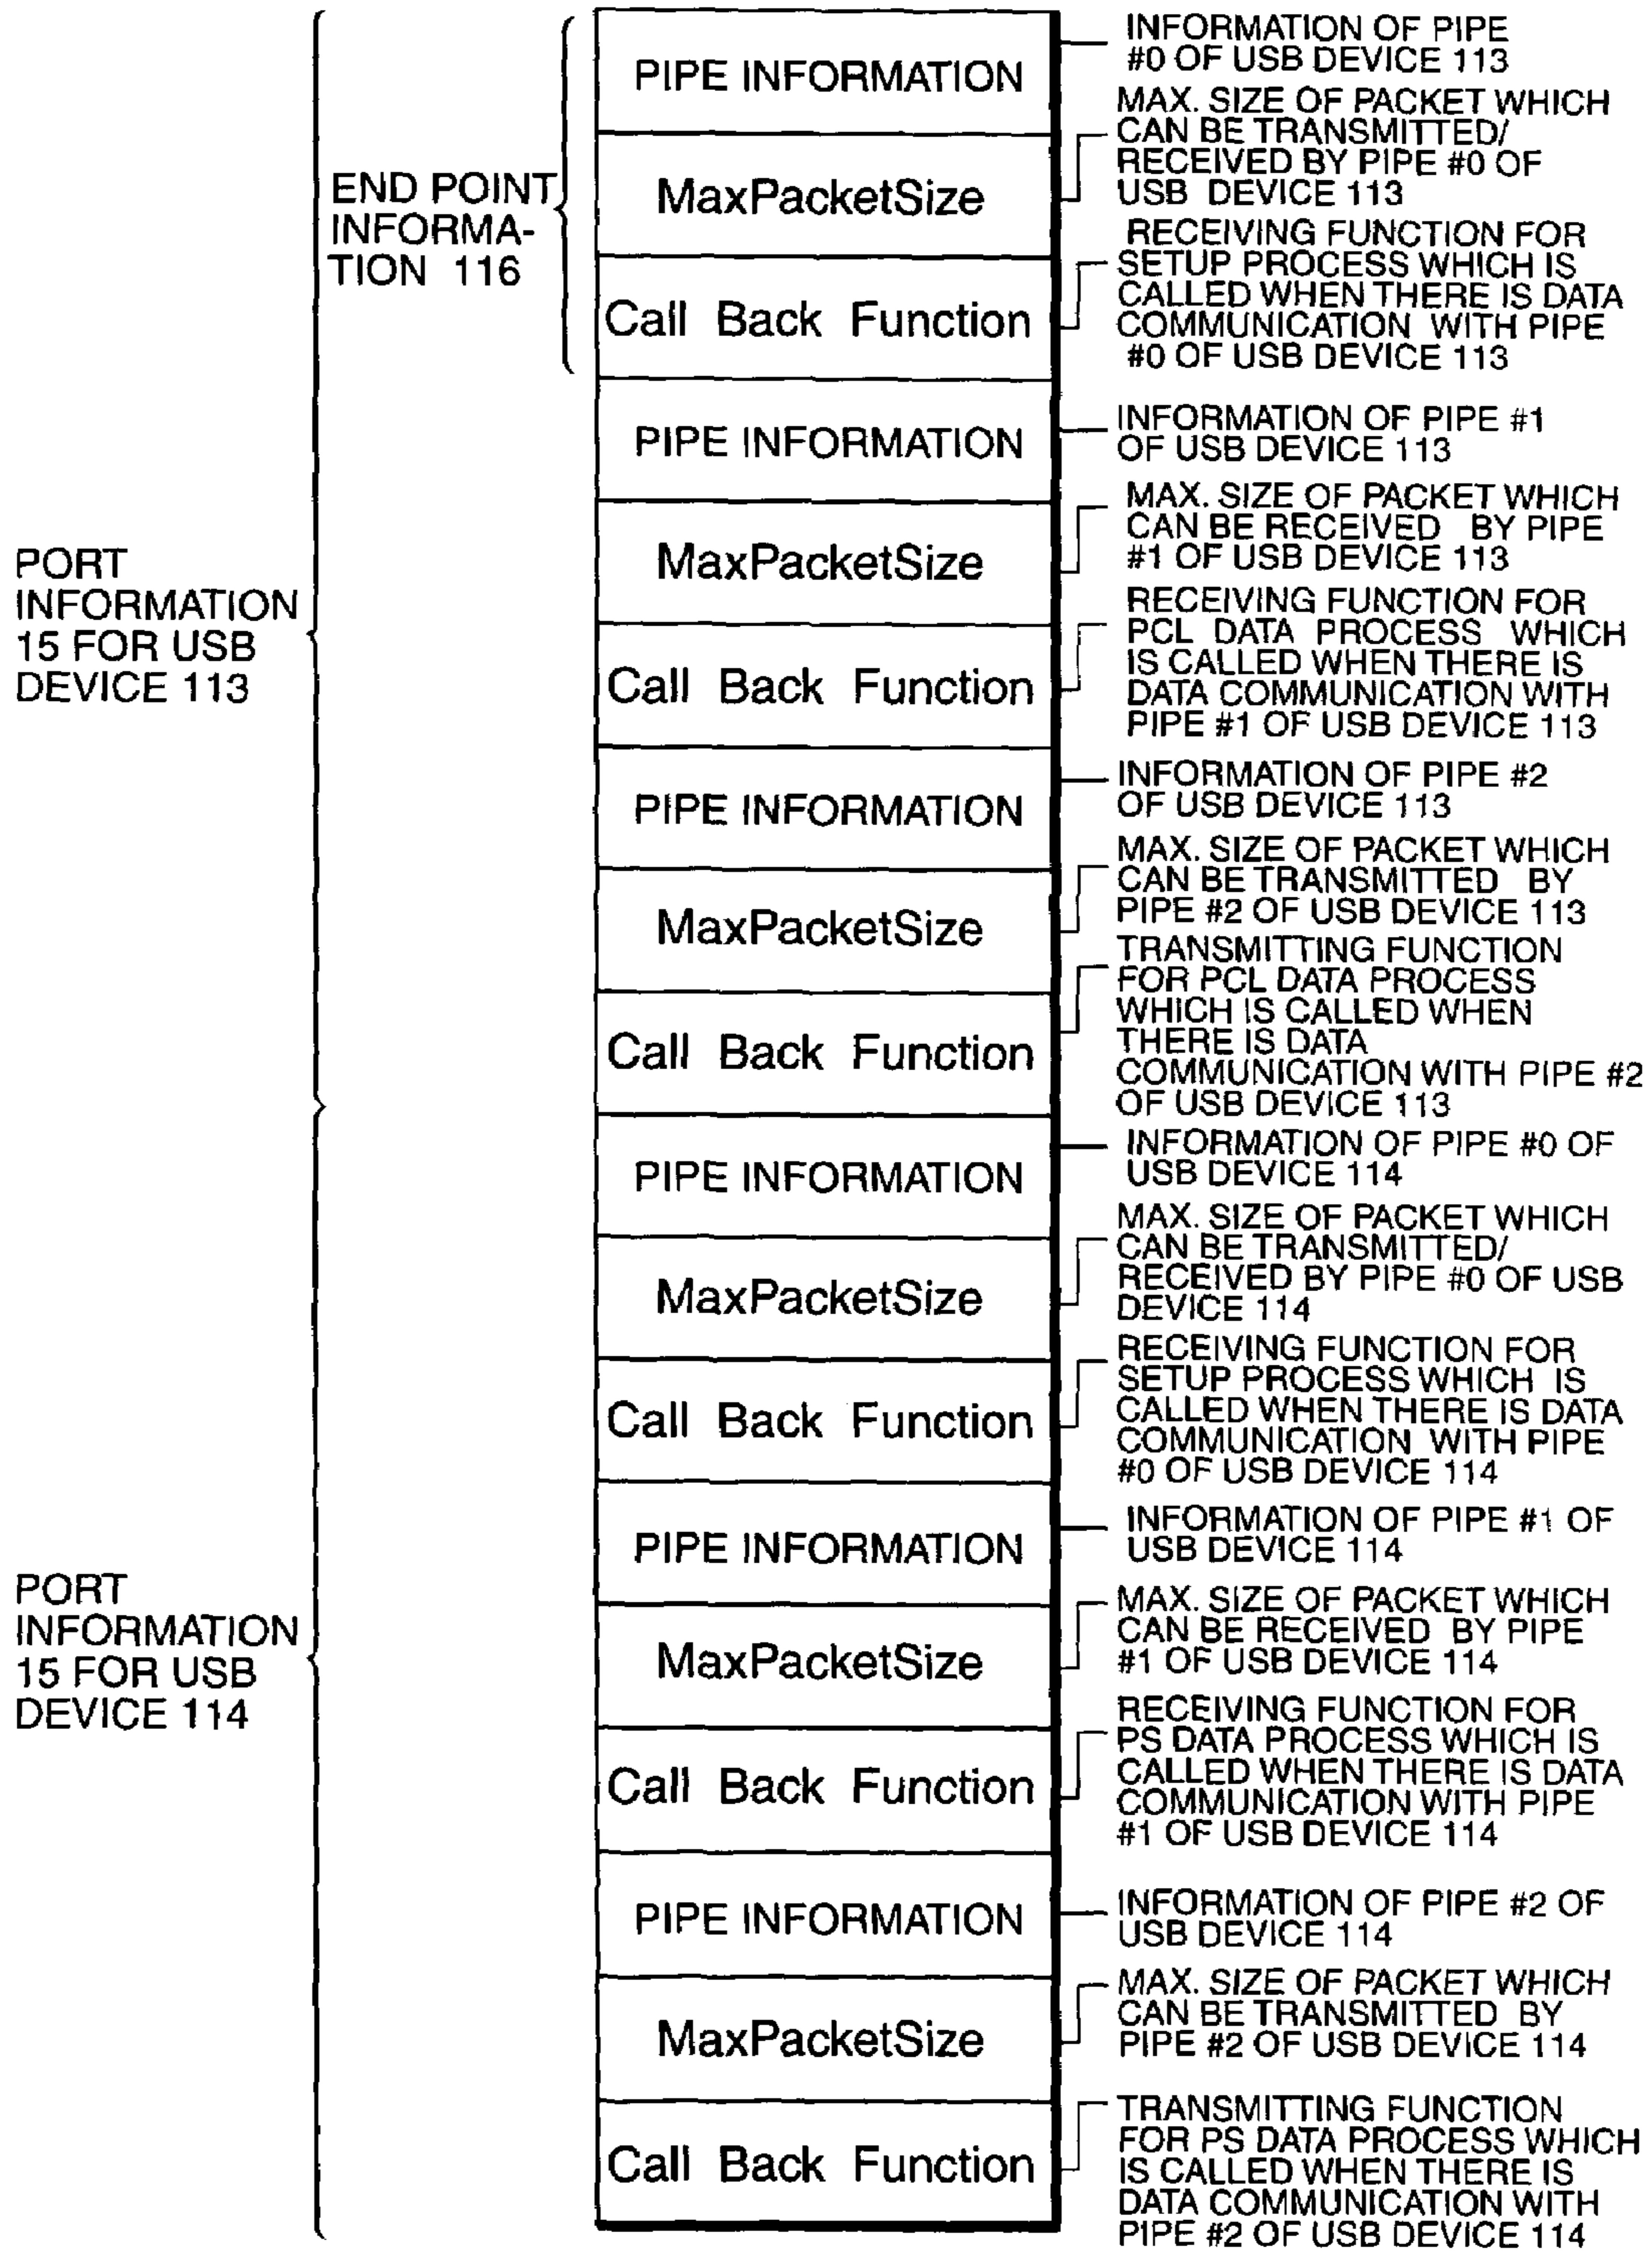 PIPE INFORMATION
INFORMATION OF PIPE
#0 OF USB DEVICE 113
END POINT
INFORMA-
TION 116
MaxPacketSize
MAX. SIZE OF PACKET WHICH
CAN BE TRANSMITTED/
RECEIVED BY PIPE #0 OF
USB DEVICE 113
Call Back Function
RECEIVING FUNCTION FOR
SETUP PROCESS WHICH IS
CALLED WHEN THERE IS DATA
COMMUNICATION WITH PIPE
#0 OF USB DEVICE 113
PIPE INFORMATION
INFORMATION OF PIPE #1
OF USB DEVICE 113
PORT
INFORMATION
15 FOR USB
DEVICE 113
MaxPacketSize
MAX. SIZE OF PACKET WHICH
CAN BE RECEIVED BY PIPE
#1 OF USB DEVICE 113
Call Back Function
RECEIVING FUNCTION FOR
PCL DATA PROCESS WHICH
IS CALLED WHEN THERE IS
DATA COMMUNICATION WITH
PIPE #1 OF USB DEVICE 113
PIPE INFORMATION
INFORMATION OF PIPE #2
OF USB DEVICE 113
MaxPacketSize
MAX. SIZE OF PACKET WHICH
CAN BE TRANSMITTED BY
PIPE #2 OF USB DEVICE 113
Call Back Function
TRANSMITTING FUNCTION
FOR PCL DATA PROCESS
WHICH IS CALLED WHEN
THERE IS DATA
COMMUNICATION WITH PIPE #2
OF USB DEVICE 113
PIPE INFORMATION
INFORMATION OF PIPE #0 OF
USB DEVICE 114
MaxPacketSize
MAX. SIZE OF PACKET WHICH
CAN BE TRANSMITTED/
RECEIVED BY PIPE #0 OF USB
DEVICE 114
Call Back Function
RECEIVING FUNCTION FOR
SETUP PROCESS WHICH IS
CALLED WHEN THERE IS DATA
COMMUNICATION WITH PIPE
#0 OF USB DEVICE 114
PIPE INFORMATION
INFORMATION OF PIPE #1 OF
USB DEVICE 114
PORT
INFORMATION
15 FOR USB
DEVICE 114
MaxPacketSize
MAX. SIZE OF PACKET WHICH
CAN BE RECEIVED BY PIPE
#1 OF USB DEVICE 114
Call Back Function
RECEIVING FUNCTION FOR
PS DATA PROCESS WHICH IS
CALLED WHEN THERE IS DATA
COMMUNICATION WITH PIPE
#1 OF USB DEVICE 114
PIPE INFORMATION
INFORMATION OF PIPE #2 OF
USB DEVICE 114
MaxPacketSize
MAX. SIZE OF PACKET WHICH
CAN BE TRANSMITTED BY
PIPE #2 OF USB DEVICE 114
Call Back Function
TRANSMITTING FUNCTION
FOR PS DATA PROCESS WHICH
IS CALLED WHEN THERE IS
DATA COMMUNICATION WITH
PIPE #2 OF USB DEVICE 114